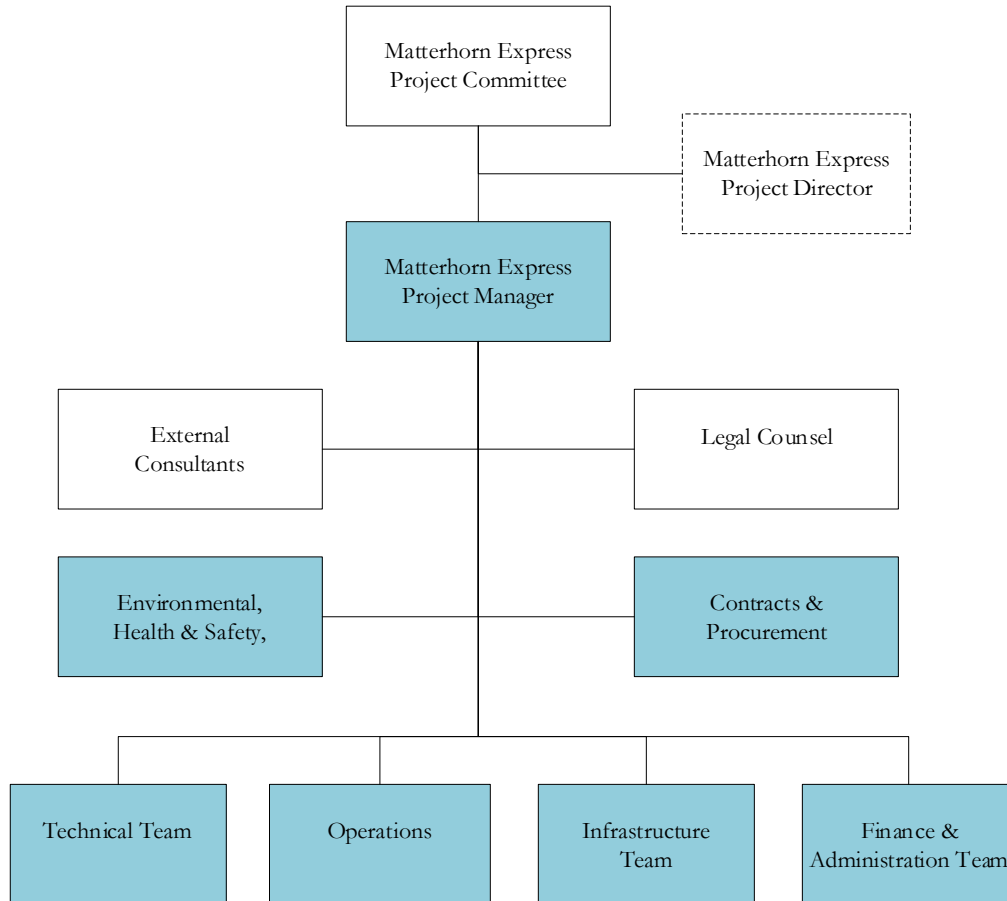 Matterhorn Express
Project Committee
Matterhorn Express
Project Director
Matterhorn Express
Project Manager
External
Consultants
Legal Counsel
Environmental,
Health & Safety,
Contracts &
Procurement
Technical Team
Operations
Infrastructure
Team
Finance &
Administration Team